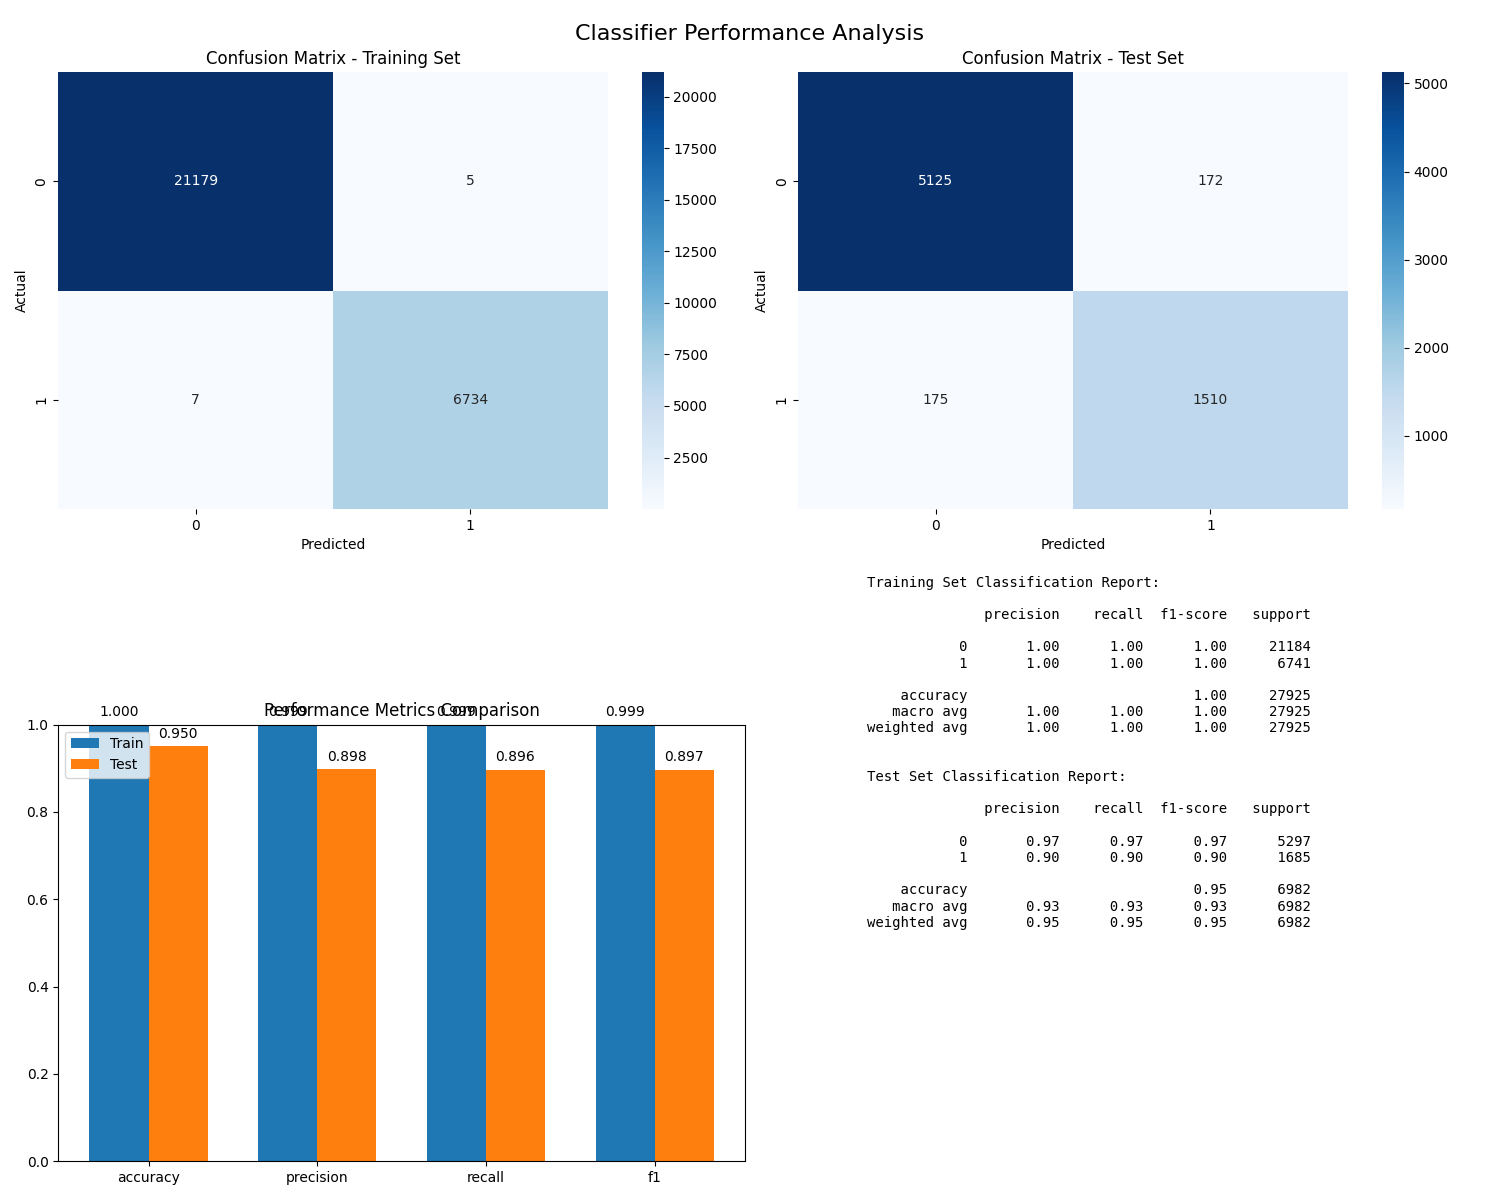 Classifier Performance Analysis
Confusion Matrix - Training Set
21179 5
7 6734
0
1
Actual
0 1
Predicted
20000
17500
15000
12500
10000
7500
5000
2500
Confusion Matrix - Test Set
5125 172
175 1510
0
1
Actual
0 1
Predicted
5000
4000
3000
2000
1000
Performance Metrics Comparison
1.000 0.999 0.999 0.999
0.950 0.898 0.896 0.897
Train
Test
1.0
0.8
0.6
0.4
0.2
0.0
accuracy precision recall f1
Training Set Classification Report:
precision recall f1-score support
0 1.00 1.00 1.00 21184
1 1.00 1.00 1.00 6741
accuracy 1.00 27925
macro avg 1.00 1.00 1.00 27925
weighted avg 1.00 1.00 1.00 27925
Test Set Classification Report:
precision recall f1-score support
0 0.97 0.97 0.97 5297
1 0.90 0.90 0.90 1685
accuracy 0.95 6982
macro avg 0.93 0.93 0.93 6982
weighted avg 0.95 0.95 0.95 6982